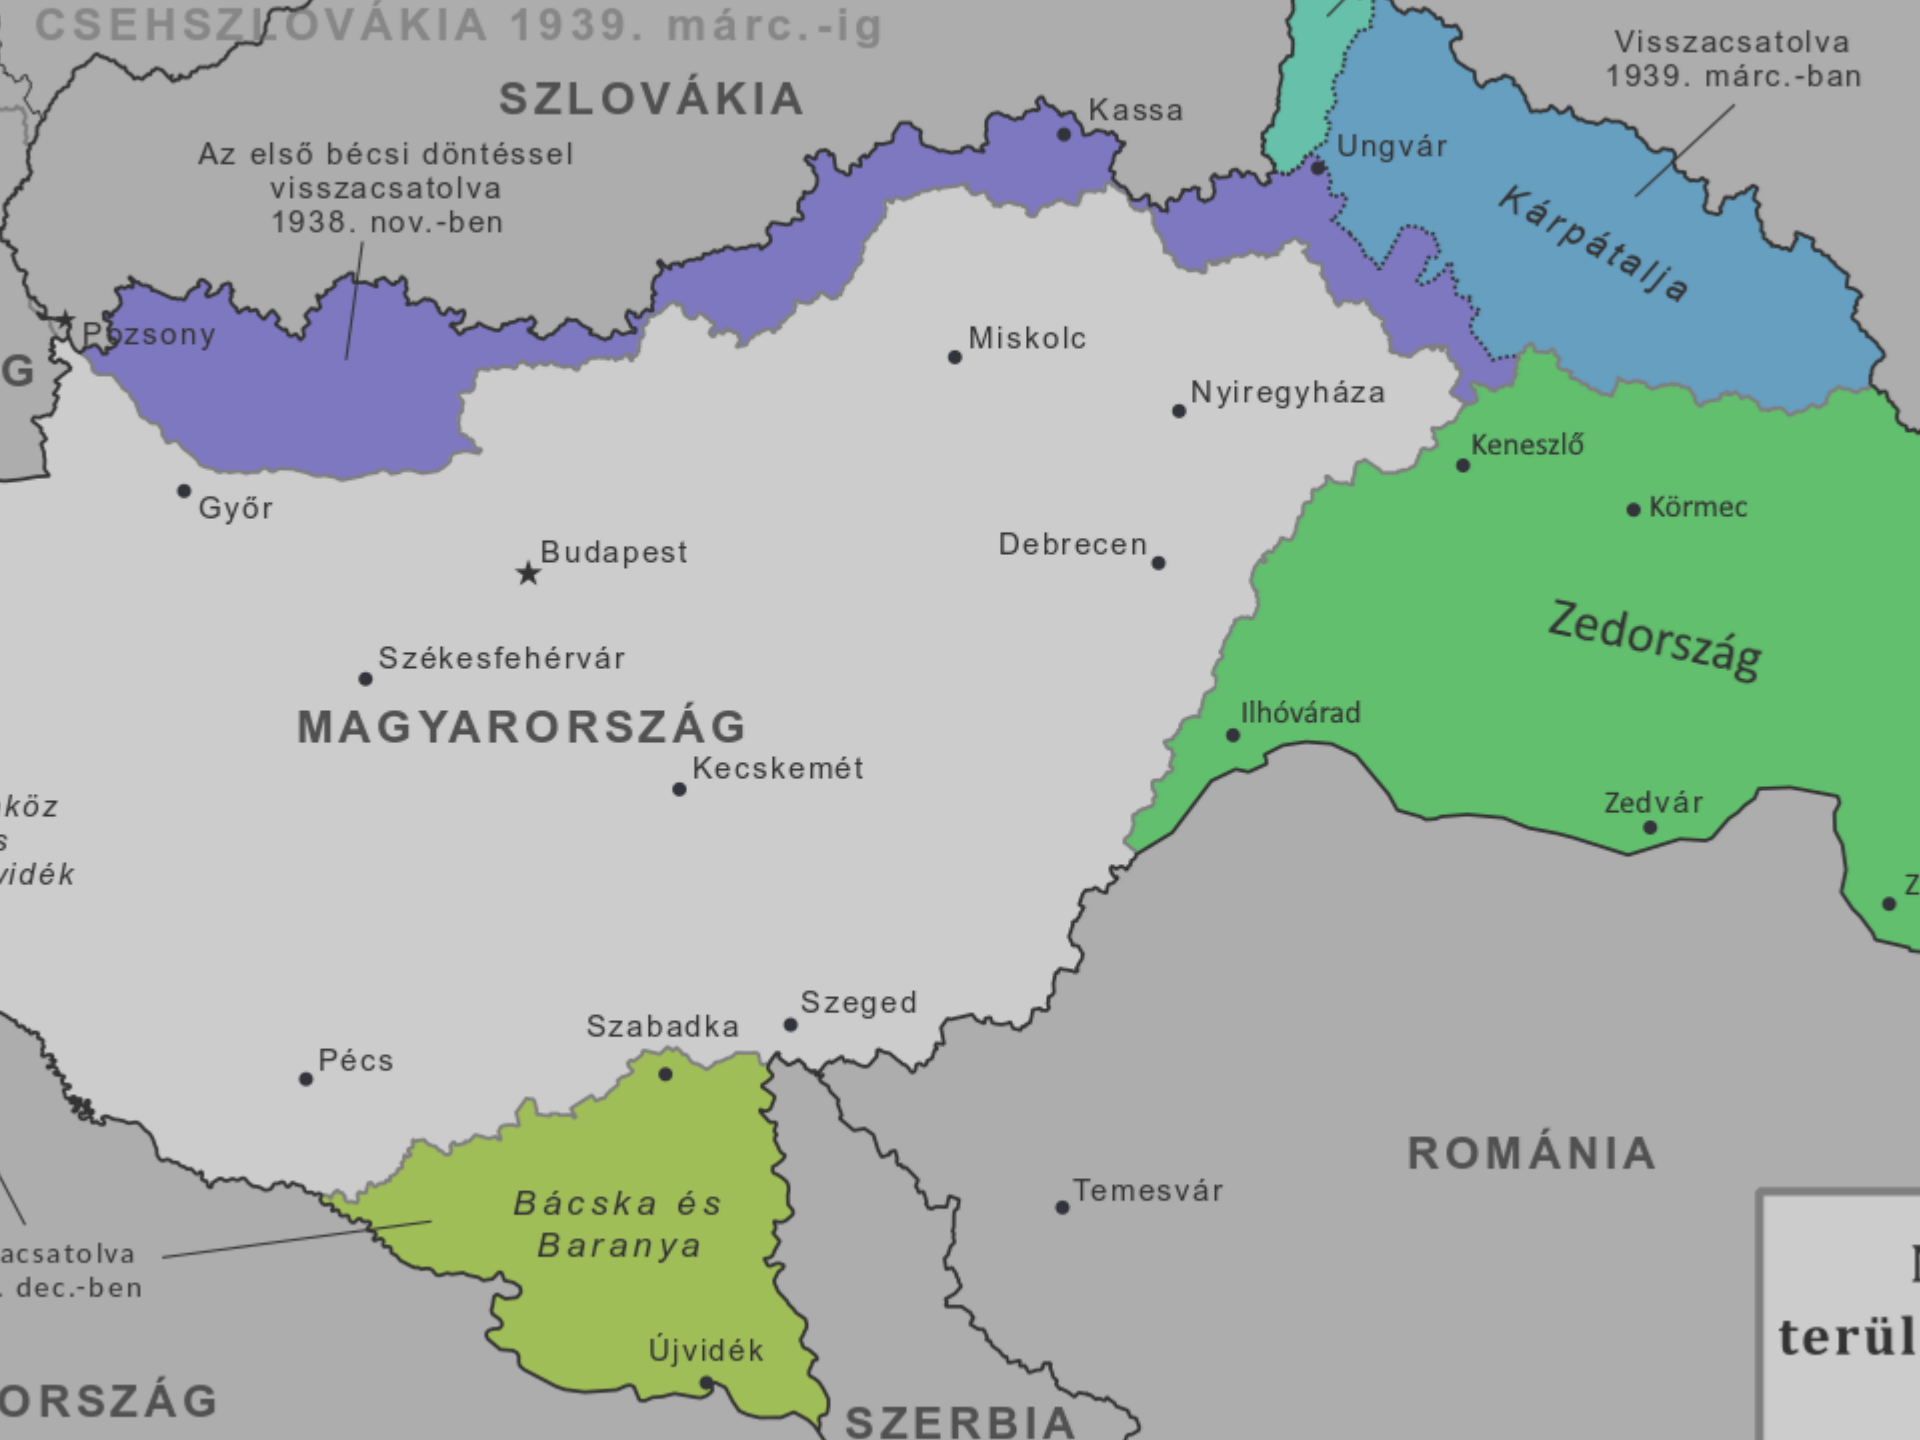 CSEHSZLOVÁKIA 1939. márc.-ig
SZLOVÁKIA
Kassa
Visszacsatolva
1939. márc.-ban
Az első bécsi döntéssel
visszacsatolva
1938. nov.-ben
Ungvár
Kárpátalja
Pozsony
G
Miskolc
Nyiregyháza
Keneszlő
Győr
Körmec
Budapest
Debrecen
Zedország
Székesfehérvár
MAGYARORSZÁG
Ilhóvárad
Kecskemét
Zedvár
köz
s
vidék
Z
Szeged
Szabadka
Pécs
ROMÁNIA
Temesvár
Bácska és
Baranya
acsatolva
. dec.-ben
terül
Újvidék
ORSZÁG
SZERBIA